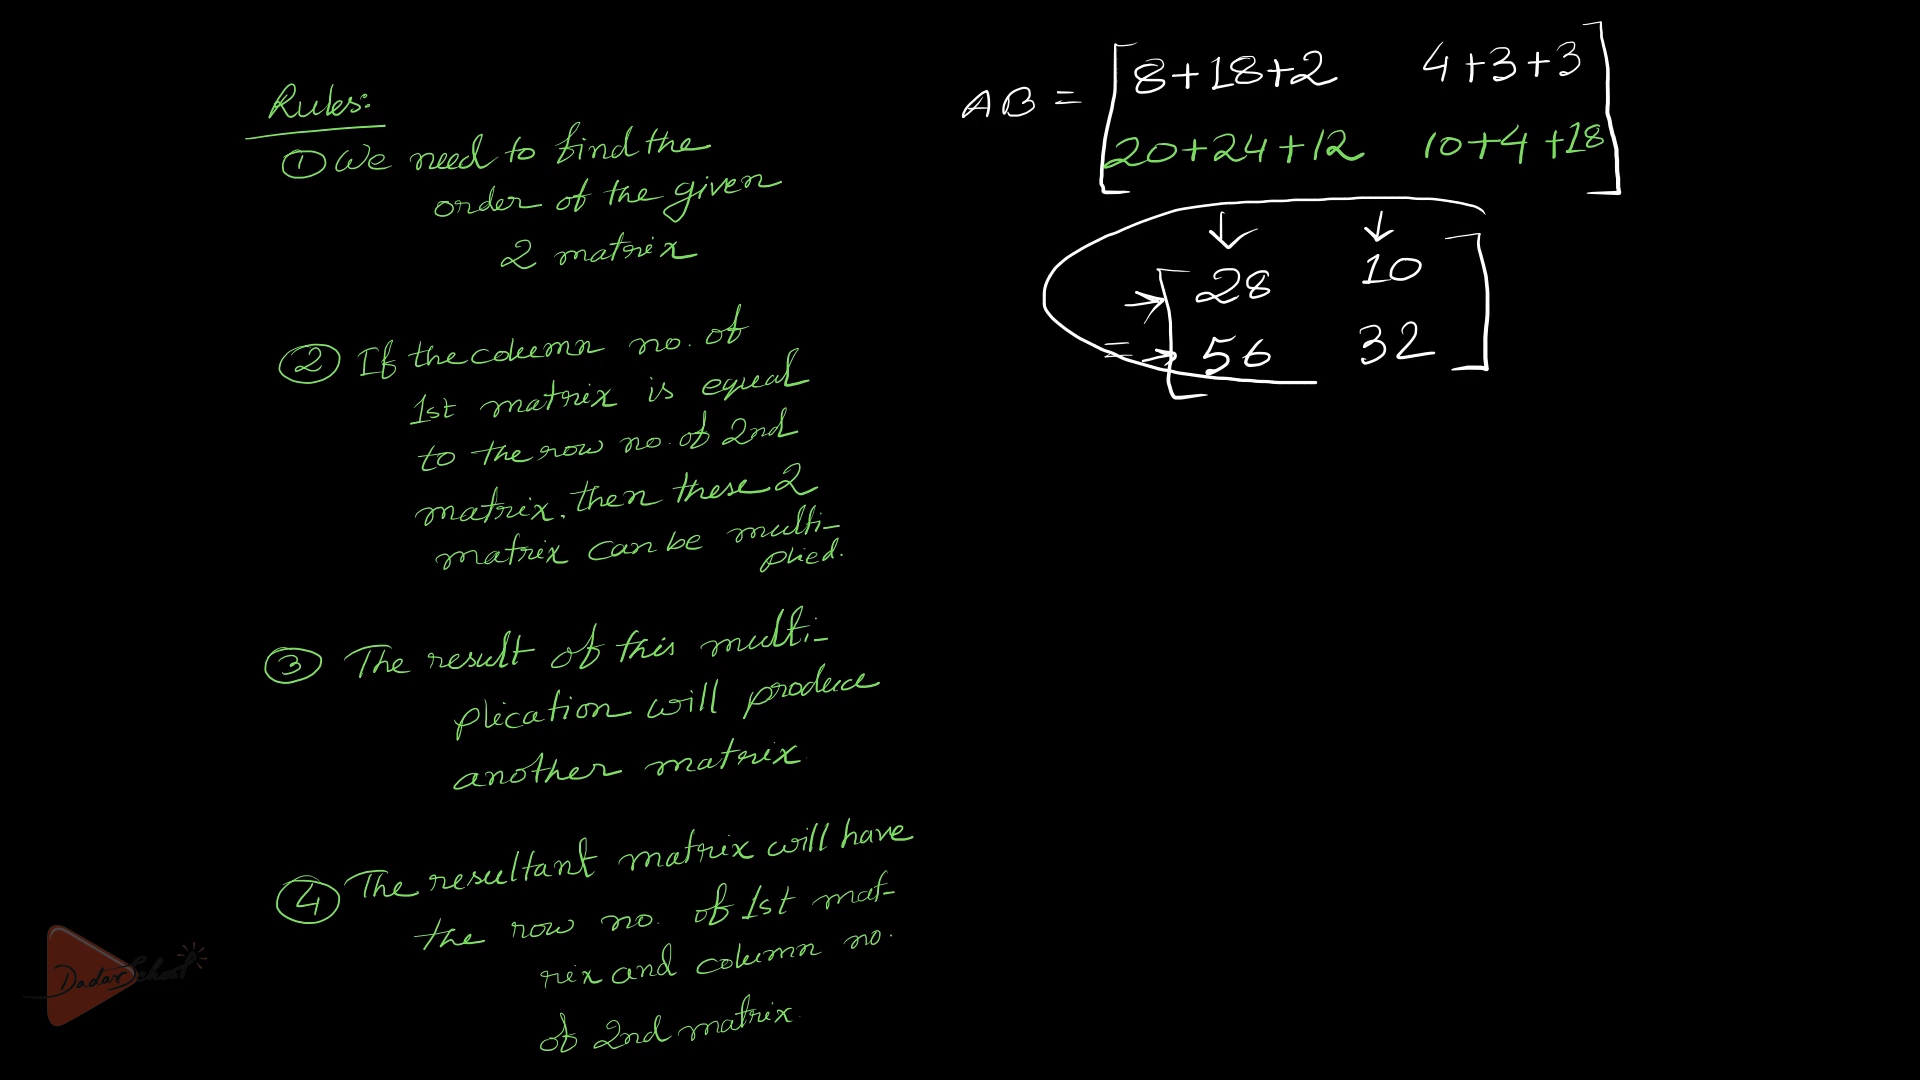 Rules:
① We need to find the
order of the given
2 matrix
② If the column no. of
1st matrix is equal
to the row no. of 2nd
matrix, then these 2
matrix can be multi-
plied.
③ The result of this multi-
plication will produce
another matrix
④ The resultant matrix will have
the row no. of 1st mat-
rix and column no.
of 2nd matrix.
AB = [8+18+2 4+3+3
20+24+12 10+4+18]
↓ ↓
→ [28 10
= → 56 32]
Dadar School